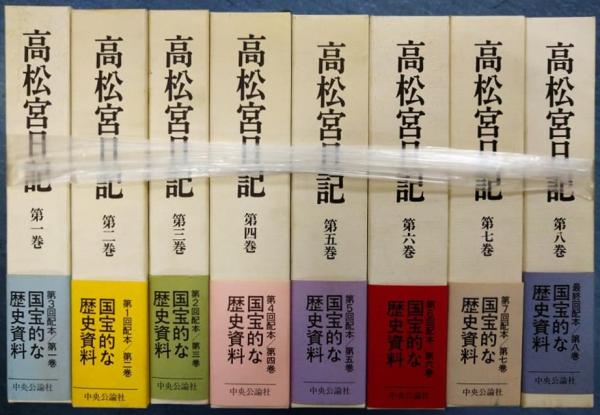 高松宮日記
第一巻
第3回配本/第一巻
国宝的な
歴史資料
中央公論社
高松宮日記
第二巻
第1回配本/第二巻
国宝的な
歴史資料
中央公論社
高松宮日記
第三巻
第2回配本/第三巻
国宝的な
歴史資料
中央公論社
高松宮日記
第四巻
第4回配本/第四巻
国宝的な
歴史資料
中央公論社
高松宮日記
第五巻
第5回配本/第五巻
国宝的な
歴史資料
中央公論社
高松宮日記
第六巻
第6回配本/第六巻
国宝的な
歴史資料
中央公論社
高松宮日記
第七巻
第7回配本/第七巻
国宝的な
歴史資料
中央公論社
高松宮日記
第八巻
最終回配本/第八巻
国宝的な
歴史資料
中央公論社